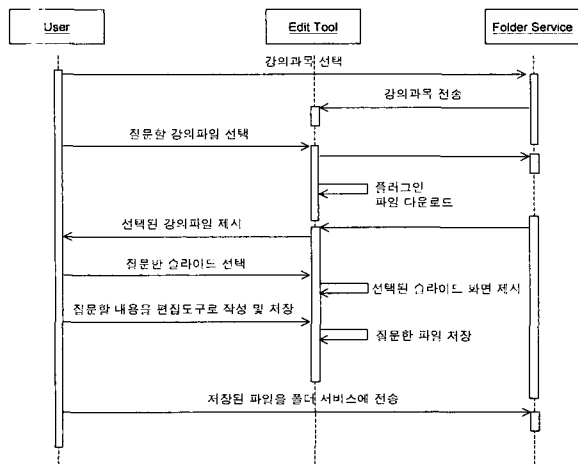 User
Edit Tool
Folder Service
강의과목 선택
강의과목 전송
질문할 강의파일 선택
플러그인
파일 다운로드
선택된 강의파일 제시
질문한 슬라이드 선택
선택된 슬라이드 화면 제시
질문할 내용을 편집도구로 작성 및 저장
질문한 파일 저장
저장된 파일을 폴더 서비스에 전송